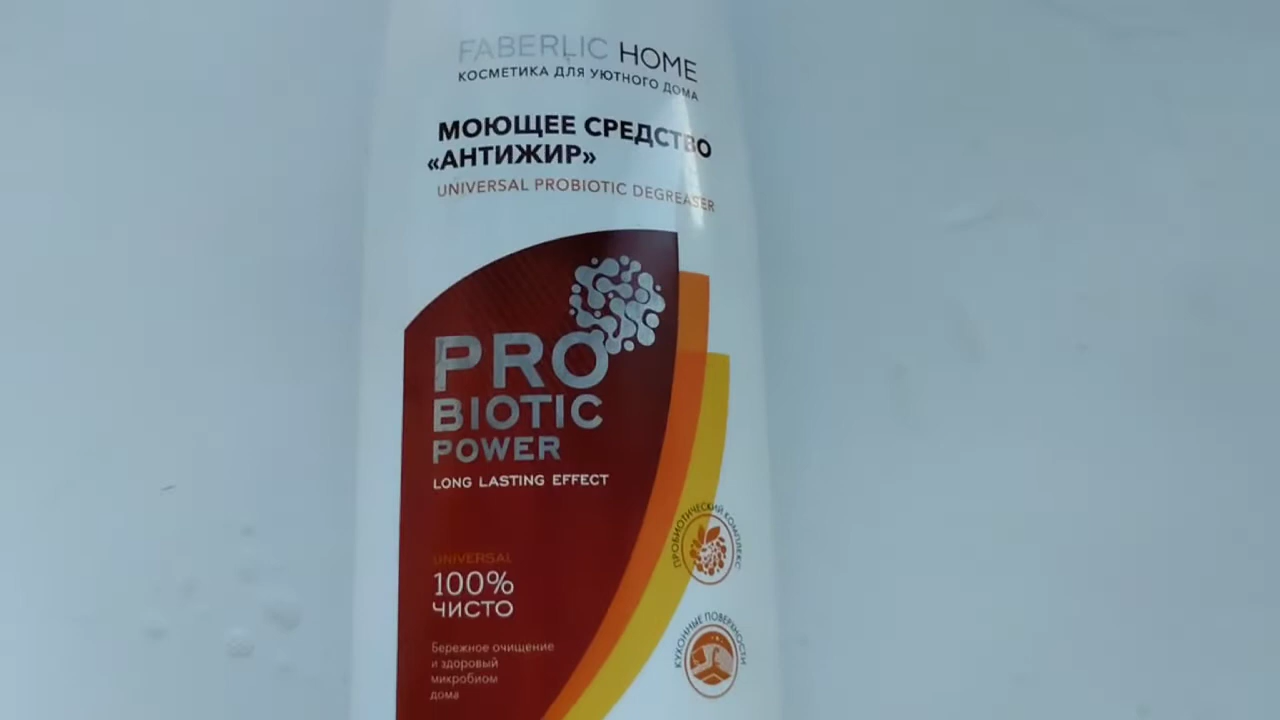 FABERLIC HOME
КОСМЕТИКА ДЛЯ УЮТНОГО ДОМА
МОЮЩЕЕ СРЕДСТВО
«АНТИЖИР»
UNIVERSAL PROBIOTIC DEGREASER
PRO
BIOTIC
POWER
LONG LASTING EFFECT
ПРОБИОТИЧЕСКИЙ КОМПЛЕКС
UNIVERSAL
100%
ЧИСТО
КУХОННЫЕ ПОВЕРХНОСТИ
Бережное очищение
и здоровый
микробиом
дома